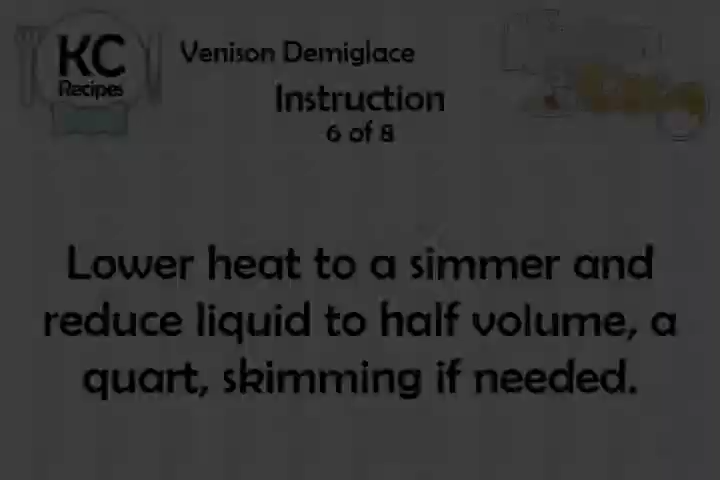 KC
Recipes
Venison Demiglace
Instruction
6 of 8
Lower heat to a simmer and
reduce liquid to half volume, a
quart, skimming if needed.